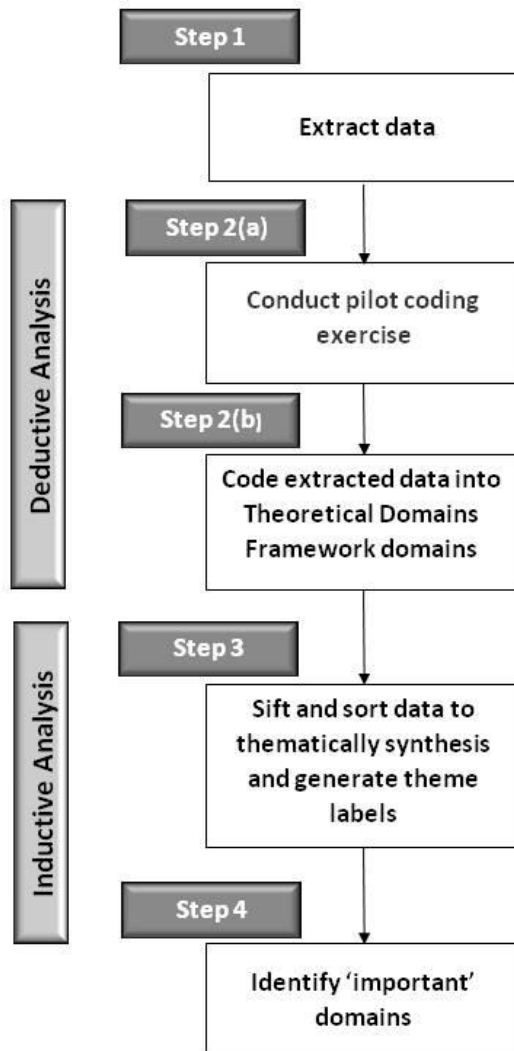 Step 1
Extract data
Deductive Analysis
Step 2(a)
Conduct pilot coding
exercise
Step 2(b)
Code extracted data into
Theoretical Domains
Framework domains
Inductive Analysis
Step 3
Sift and sort data to
thematically synthesis
and generate theme
labels
Step 4
Identify ‘important’
domains